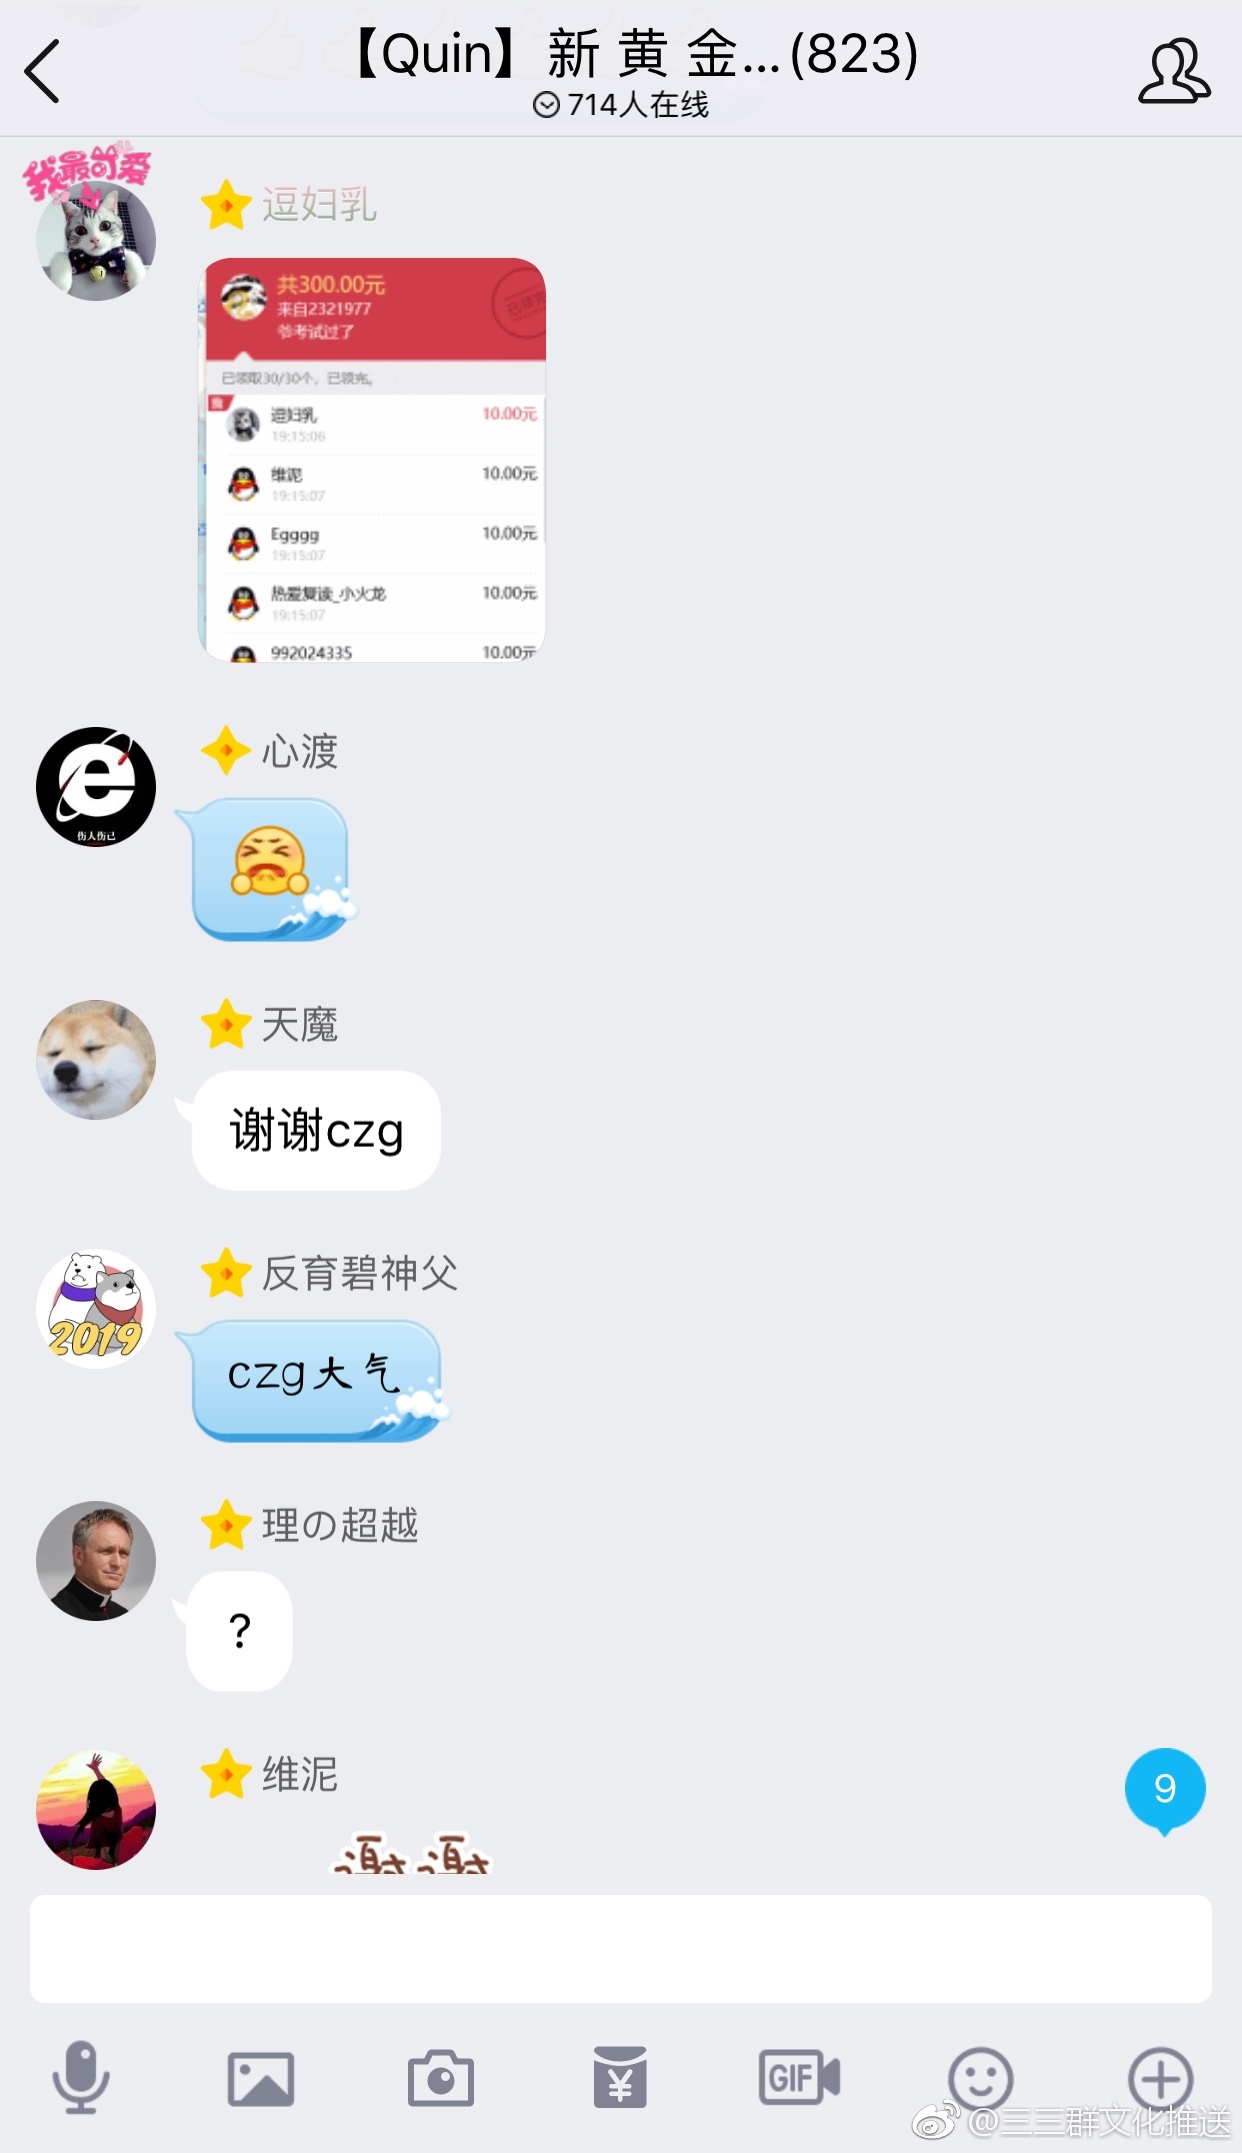 【Quin】新 黄 金...(823)
714人在线
我最可爱
逗妇乳
共300.00元
来自2321977
爷考试过了
已领完
已领取30/30个，已领完。
逗妇乳
10.00元
19:15:06
维泥
10.00元
19:15:07
Egggg
10.00元
19:15:07
热爱复读_小火龙
10.00元
19:15:07
992024335
10.00元
心渡
伤人伤己
天魔
谢谢czg
反育碧神父
2019
czg大气
理の超越
?
维泥
9
谢谢
¥
GIF
@三三群文化推送